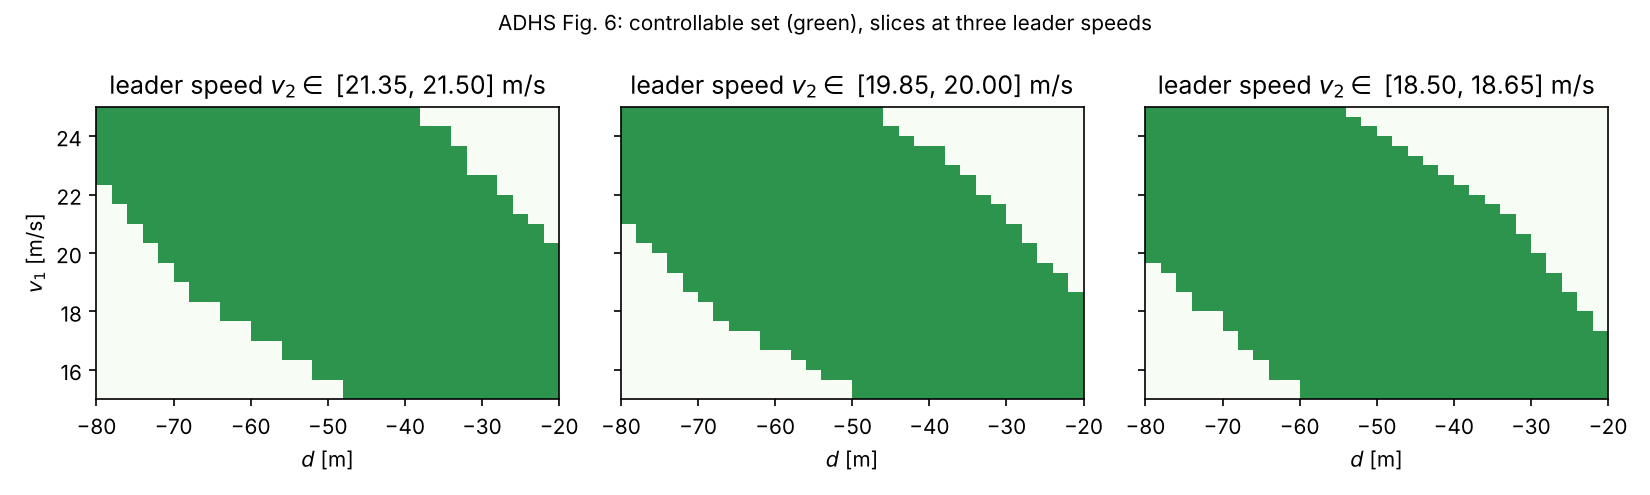 ADHS Fig. 6: controllable set (green), slices at three leader speeds
leader speed v₂ ∈ [21.35, 21.50] m/s
leader speed v₂ ∈ [19.85, 20.00] m/s
leader speed v₂ ∈ [18.50, 18.65] m/s
v₁ [m/s]
24
22
20
18
16
−80 −70 −60 −50 −40 −30 −20
d [m]
−80 −70 −60 −50 −40 −30 −20
d [m]
−80 −70 −60 −50 −40 −30 −20
d [m]